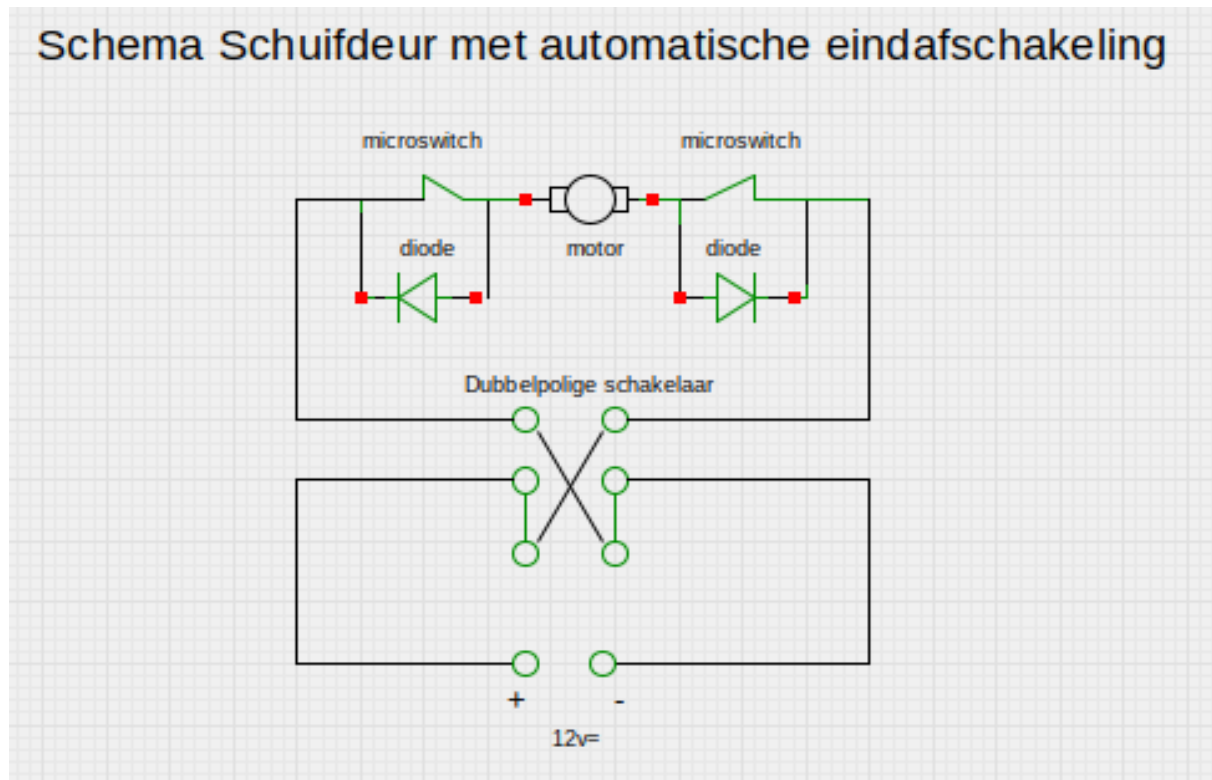 Schema Schuifdeur met automatische eindafschakeling
microswitch microswitch
diode motor diode
Dubbelpolige schakelaar
+ -
12v=